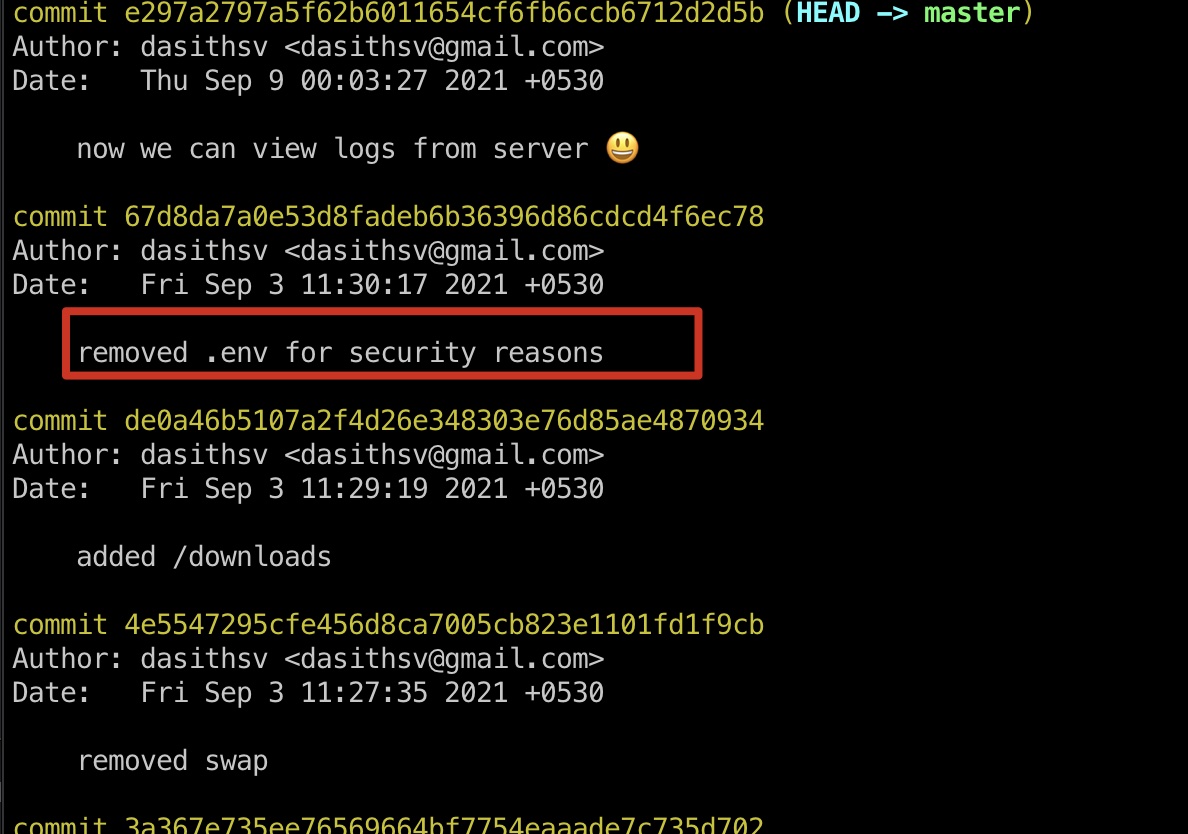 commit e297a2797a5f62b6011654cf6fb6ccb6712d2d5b (HEAD -> master)
Author: dasithsv <dasithsv@gmail.com>
Date:   Thu Sep 9 00:03:27 2021 +0530
now we can view logs from server 😃
commit 67d8da7a0e53d8fadeb6b36396d86cdcd4f6ec78
Author: dasithsv <dasithsv@gmail.com>
Date:   Fri Sep 3 11:30:17 2021 +0530
removed .env for security reasons
commit de0a46b5107a2f4d26e348303e76d85ae4870934
Author: dasithsv <dasithsv@gmail.com>
Date:   Fri Sep 3 11:29:19 2021 +0530
added /downloads
commit 4e5547295cfe456d8ca7005cb823e1101fd1f9cb
Author: dasithsv <dasithsv@gmail.com>
Date:   Fri Sep 3 11:27:35 2021 +0530
removed swap
commit 3a367e735ee76569664bf7754eaaade7c735d702